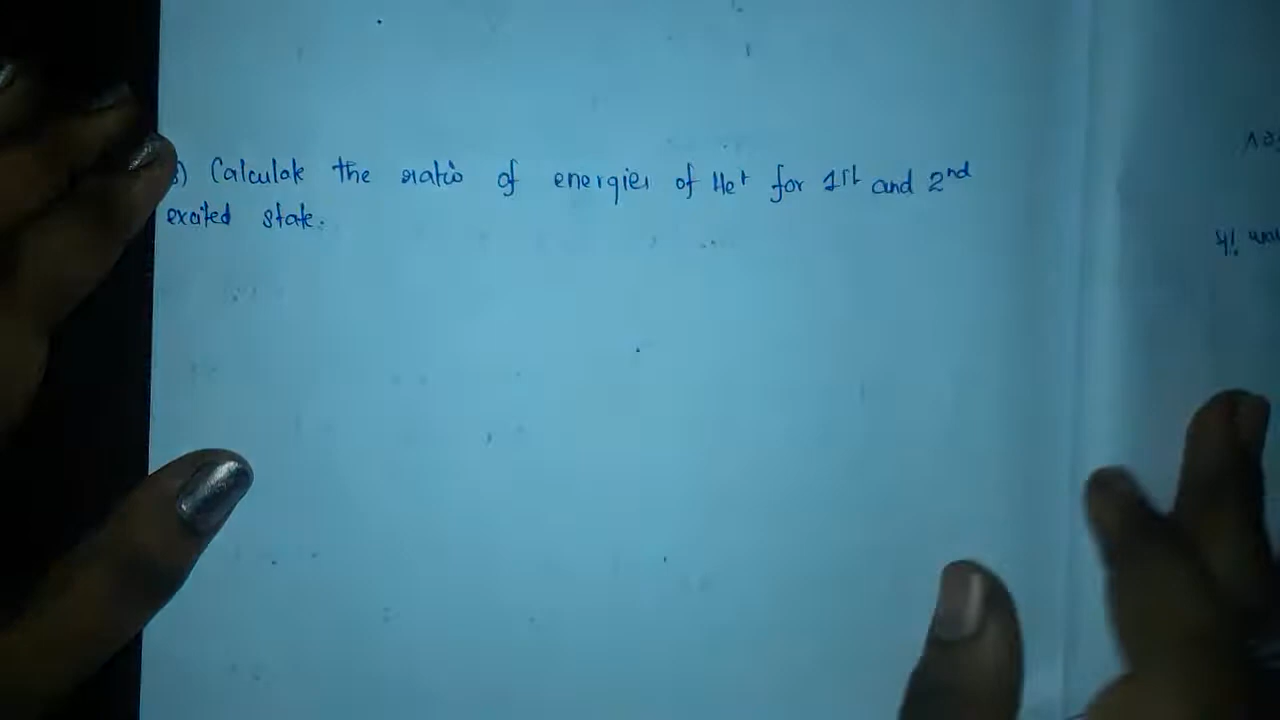 Calculate the ratio of energies of He+ for 1st and 2nd
excited state.